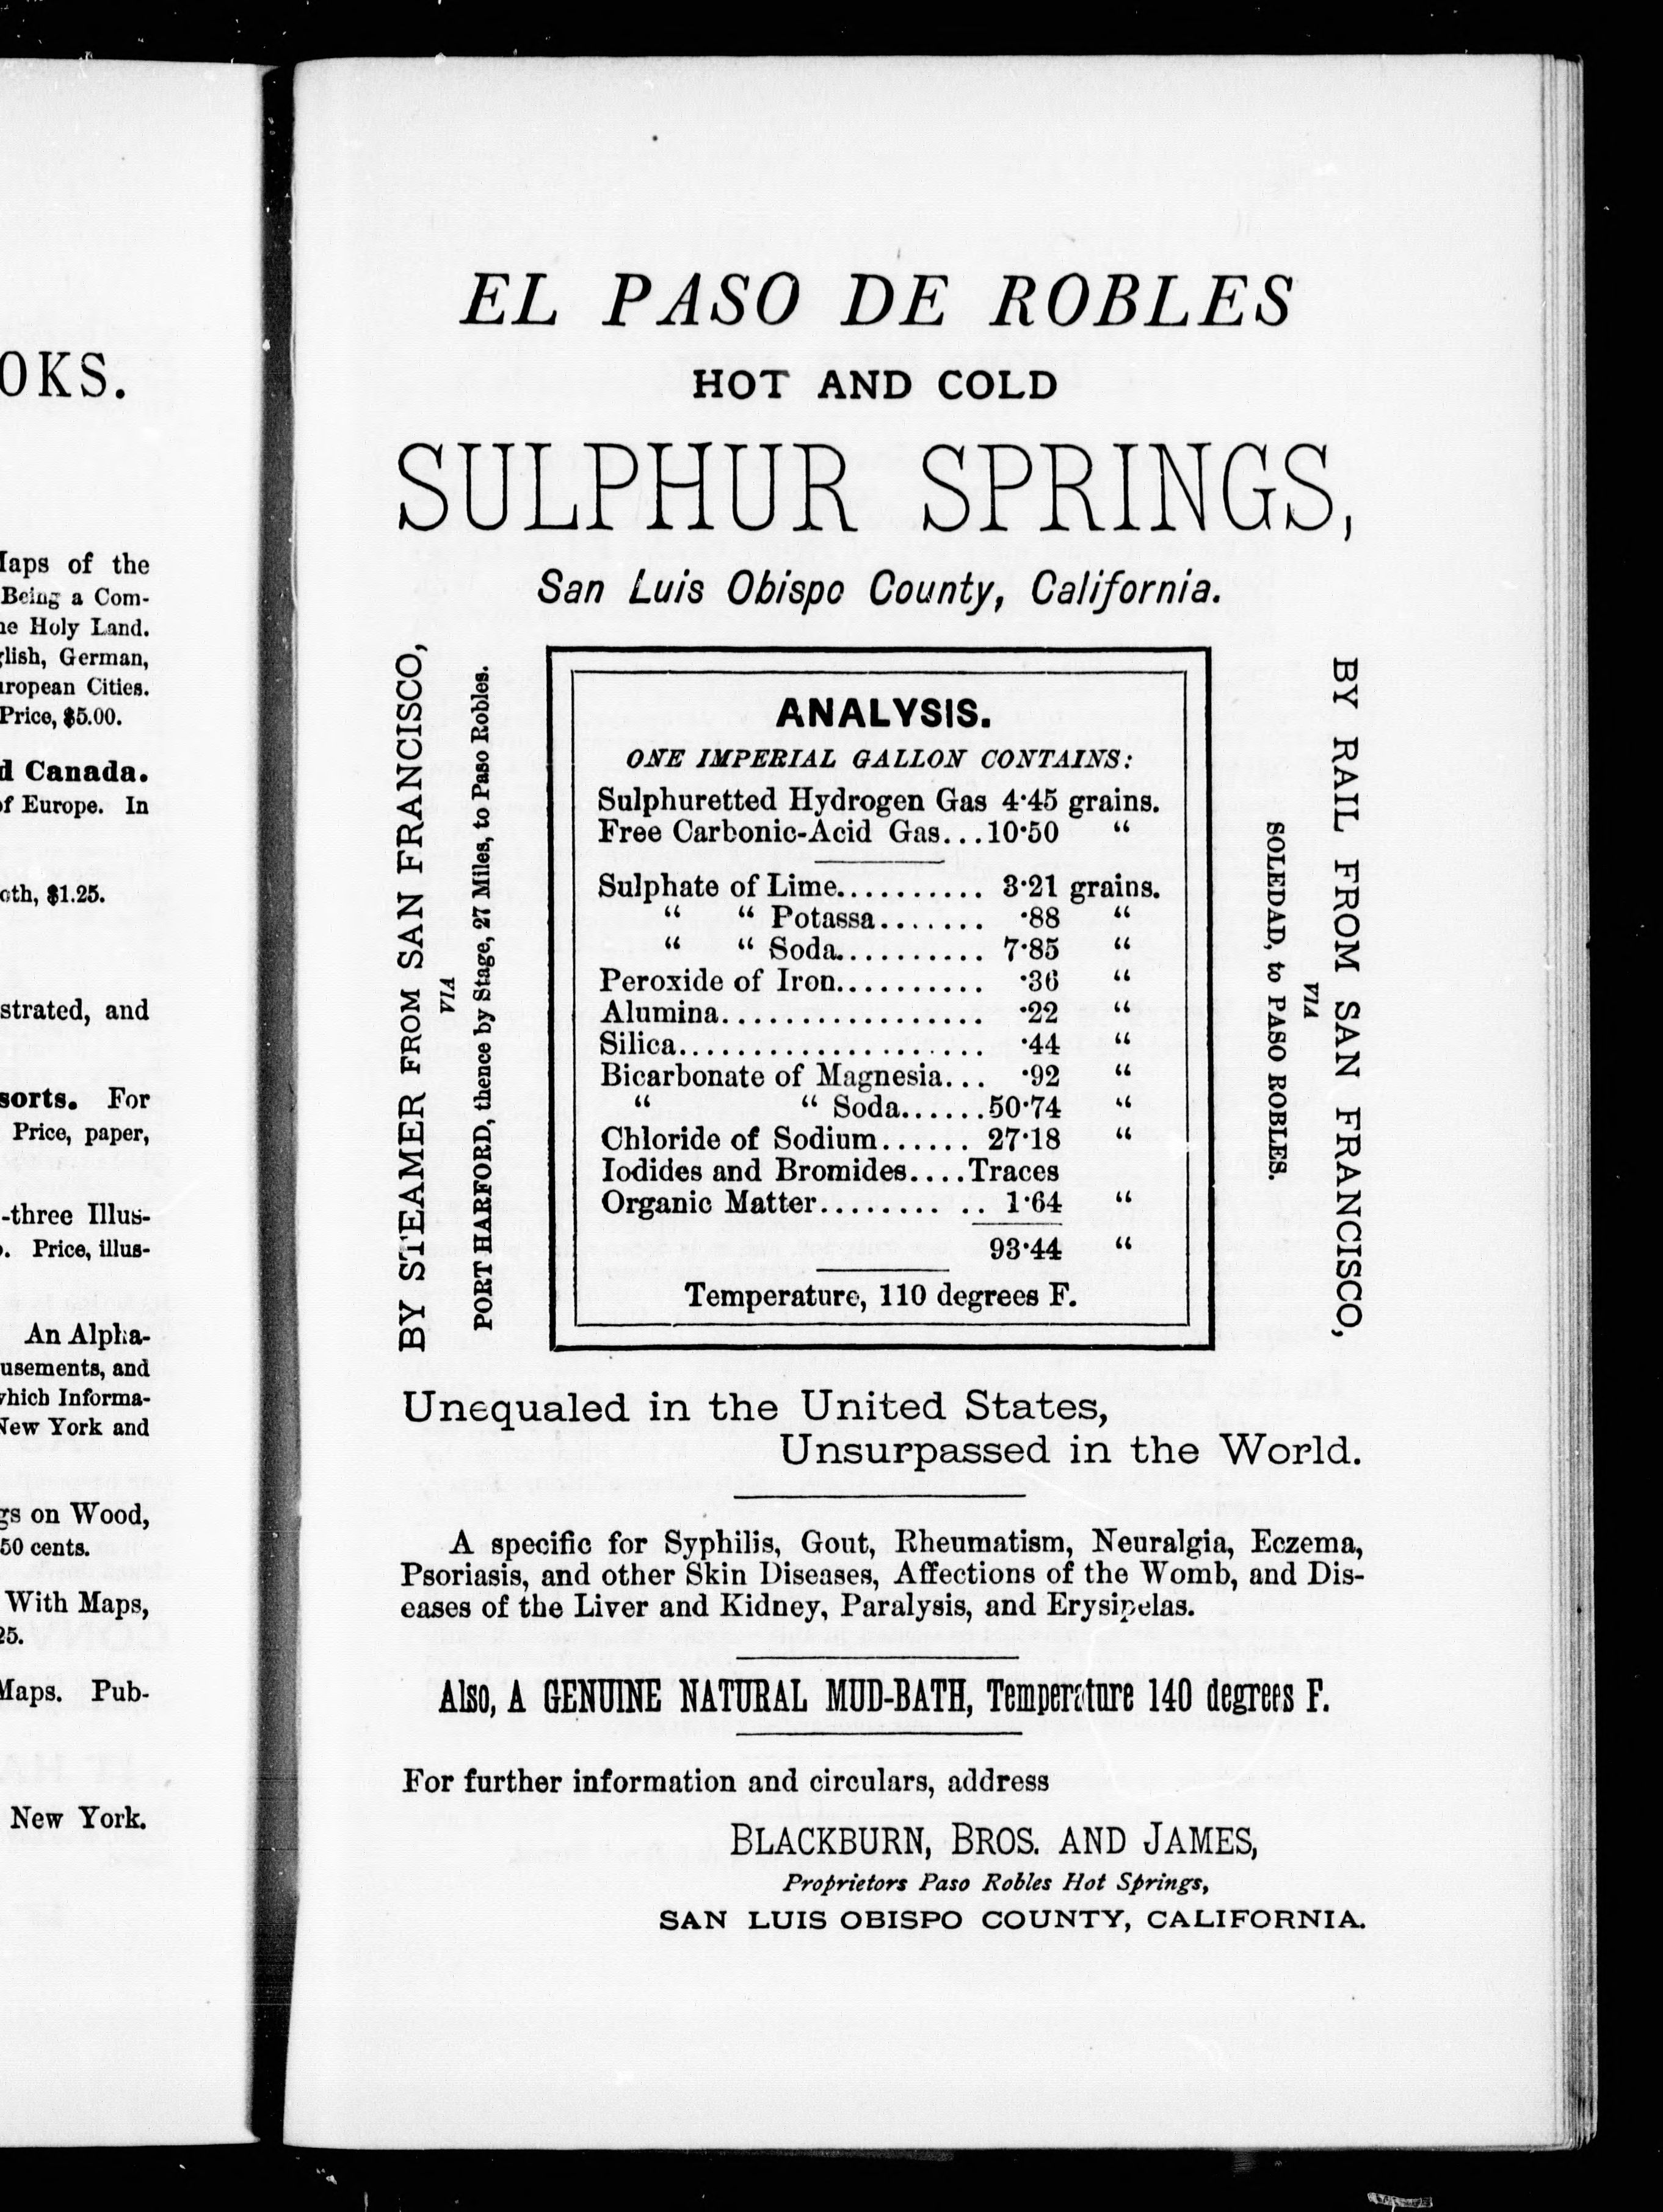 OKS.
Maps of the
Being a Com-
he Holy Land.
glish, German,
uropean Cities.
Price, $5.00.
d Canada.
of Europe. In
oth, $1.25.
strated, and
sorts. For
Price, paper,
-three Illus-
. Price, illus-
An Alpha-
usements, and
which Informa-
New York and
gs on Wood,
50 cents.
With Maps,
25.
Maps. Pub-
New York.
EL PASO DE ROBLES
HOT AND COLD
SULPHUR SPRINGS,
San Luis Obispo County, California.
BY STEAMER FROM SAN FRANCISCO,
VIA
PORT HARFORD, thence by Stage, 27 Miles, to Paso Robles.
ANALYSIS.
ONE IMPERIAL GALLON CONTAINS:
Sulphuretted Hydrogen Gas 4·45 grains.
Free Carbonic-Acid Gas...10·50 “
Sulphate of Lime.......... 3·21 grains.
“ “ Potassa....... ·88 “
“ “ Soda.......... 7·85 “
Peroxide of Iron.......... ·36 “
Alumina.................. ·22 “
Silica..................... ·44 “
Bicarbonate of Magnesia... ·92 “
“ “ Soda......50·74 “
Chloride of Sodium...... 27·18 “
Iodides and Bromides....Traces
Organic Matter........ .. 1·64 “
93·44 “
Temperature, 110 degrees F.
BY RAIL FROM SAN FRANCISCO,
VIA
SOLEDAD, to PASO ROBLES.
Unequaled in the United States,
Unsurpassed in the World.
A specific for Syphilis, Gout, Rheumatism, Neuralgia, Eczema,
Psoriasis, and other Skin Diseases, Affections of the Womb, and Dis-
eases of the Liver and Kidney, Paralysis, and Erysipelas.
Also, A GENUINE NATURAL MUD-BATH, Temperature 140 degrees F.
For further information and circulars, address
BLACKBURN, BROS. AND JAMES,
Proprietors Paso Robles Hot Springs,
SAN LUIS OBISPO COUNTY, CALIFORNIA.